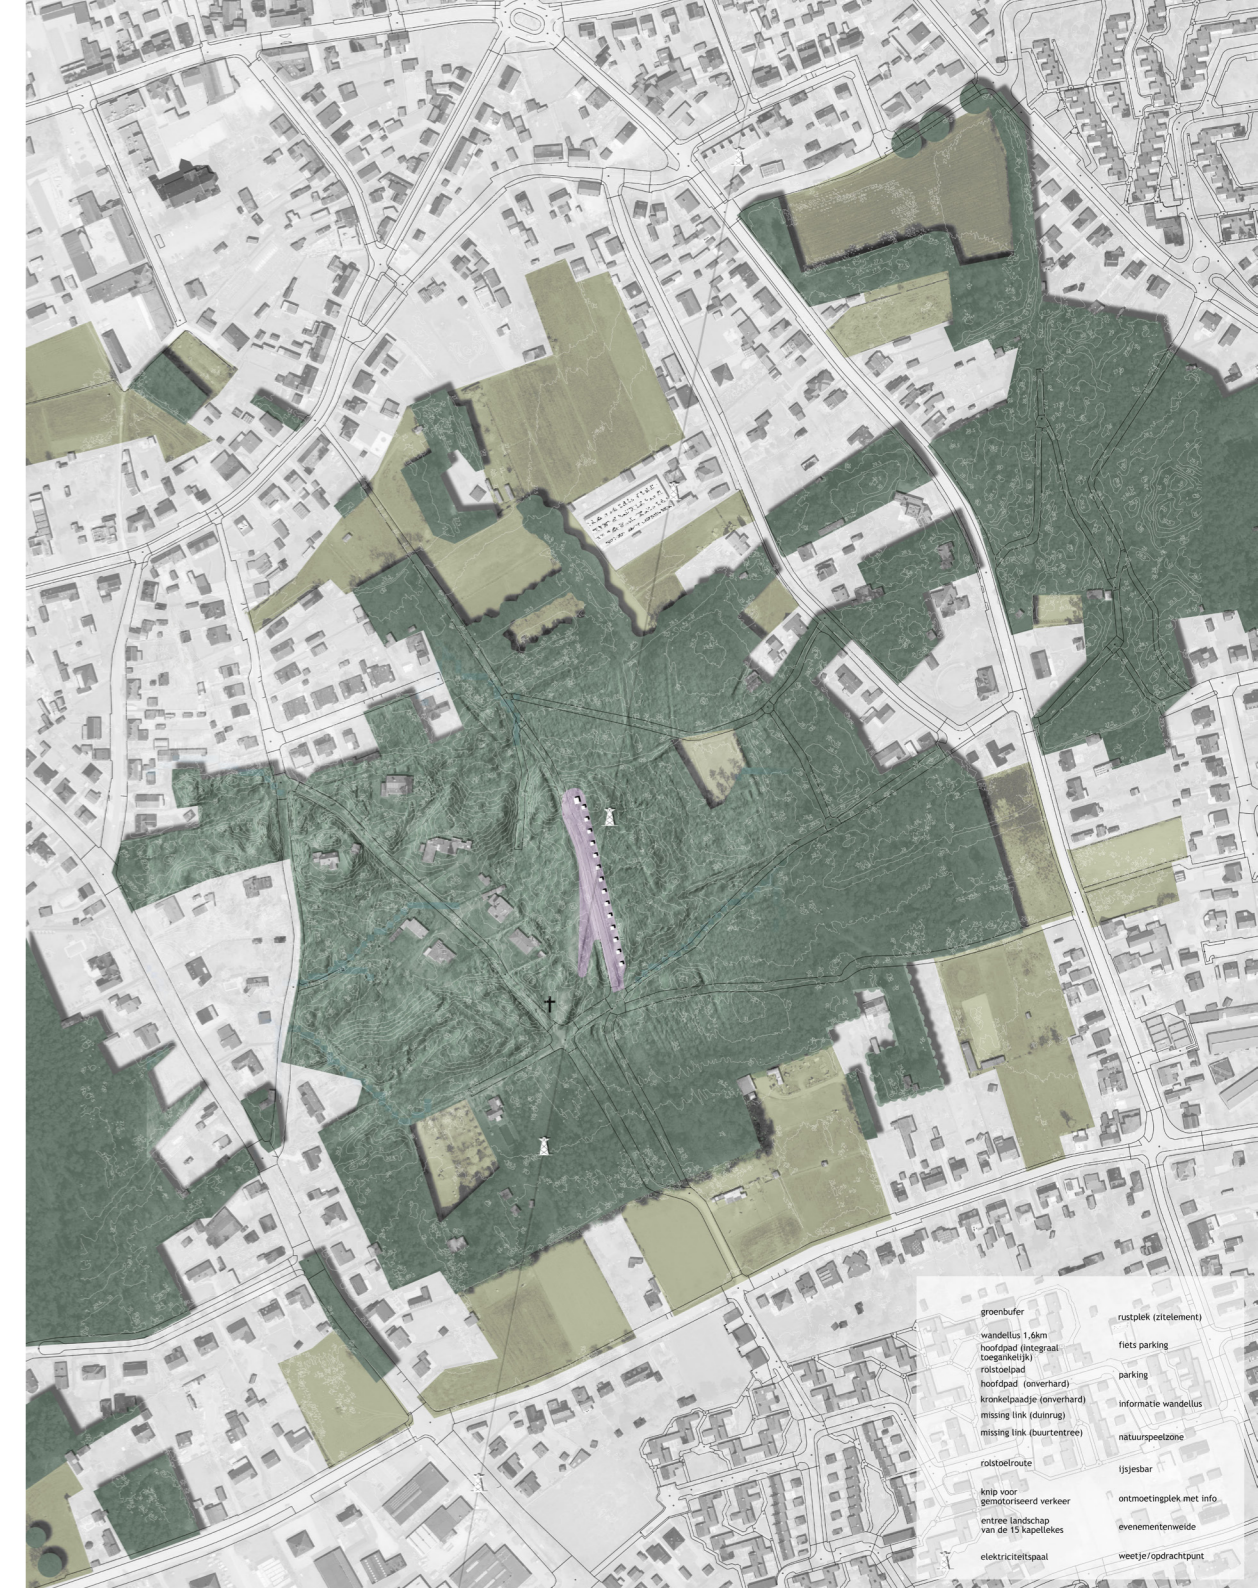 groenbufer
wandellus 1,6km
hoofdpad (integraal
toegankelijk)
rolstoelpad
hoofdpad (onverhard)
kronkelpaadje (onverhard)
missing link (duinrug)
missing link (buurtentree)
rolstoelroute
knip voor
gemotoriseerd verkeer
entree landschap
van de 15 kapellekes
elektriciteitspaal
rustplek (zitelement)
fiets parking
parking
informatie wandellus
natuurspeelzone
ijsjesbar
ontmoetingplek met info
evenementenweide
weetje/opdrachtpunt